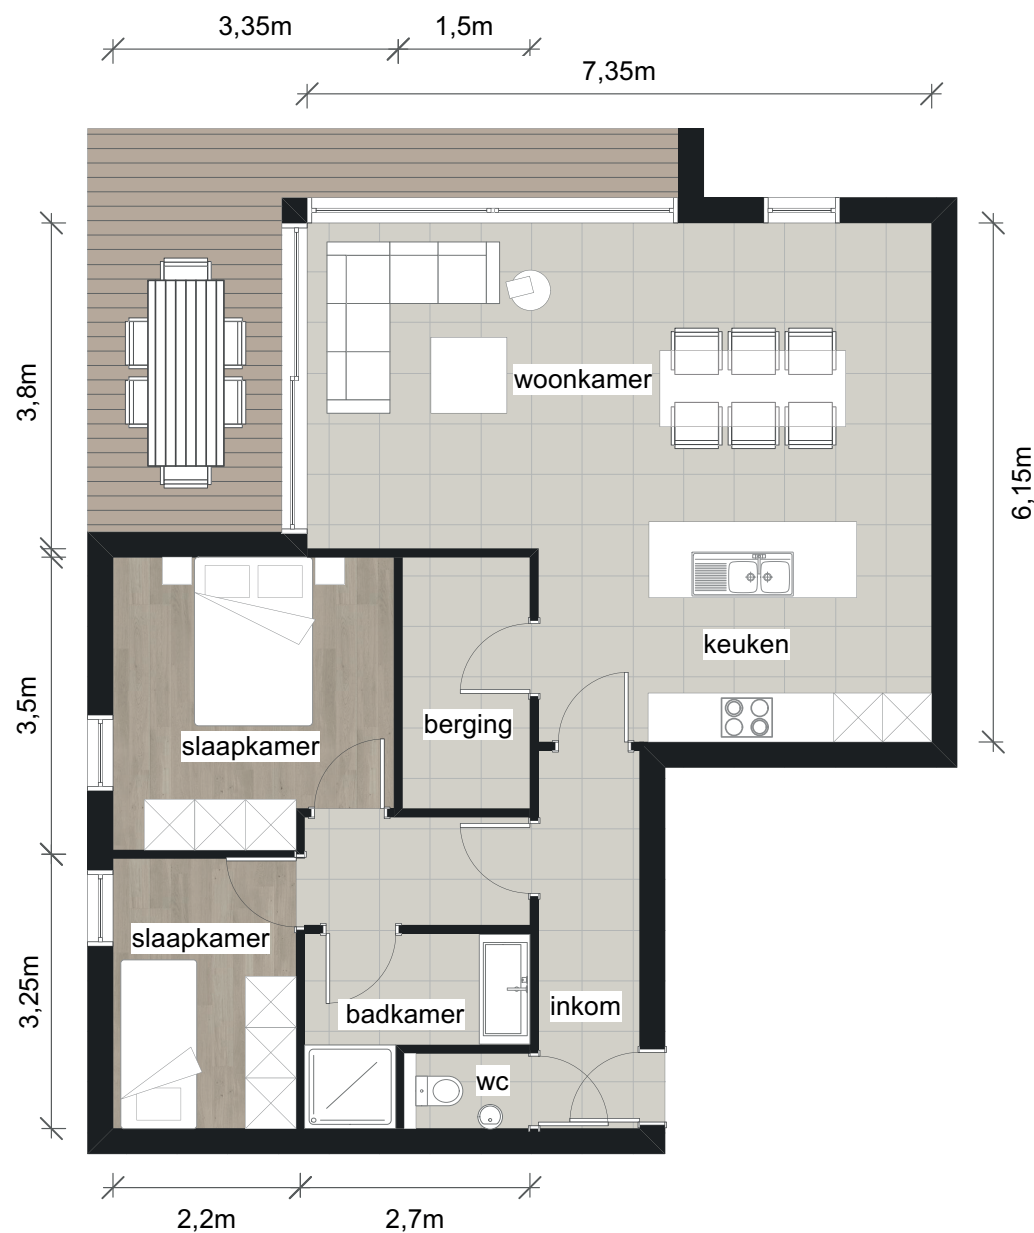 3,35m
1,5m
7,35m
3,8m
woonkamer
6,15m
keuken
3,5m
berging
slaapkamer
slaapkamer
3,25m
badkamer
inkom
wc
2,2m
2,7m